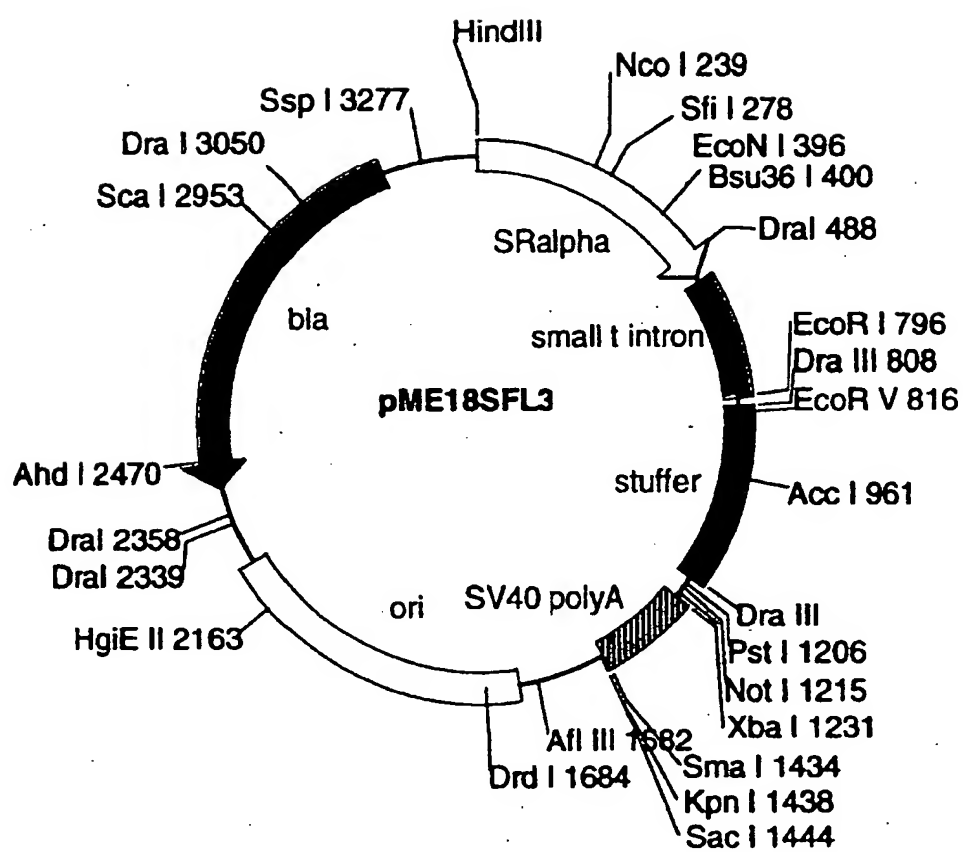 HindIII
Nco I 239
Sfi I 278
EcoN I 396
Bsu36 I 400
DraI 488
SRalpha
small t intron
EcoR I 796
Dra III 808
EcoR V 816
stuffer
Acc I 961
Dra III
Pst I 1206
Not I 1215
Xba I 1231
SV40 polyA
Sma I 1434
Kpn I 1438
Sac I 1444
Afl III 1682
Drd I 1684
ori
HgiE II 2163
DraI 2339
DraI 2358
Ahd I 2470
bla
Sca I 2953
Dra I 3050
Ssp I 3277
pME18SFL3